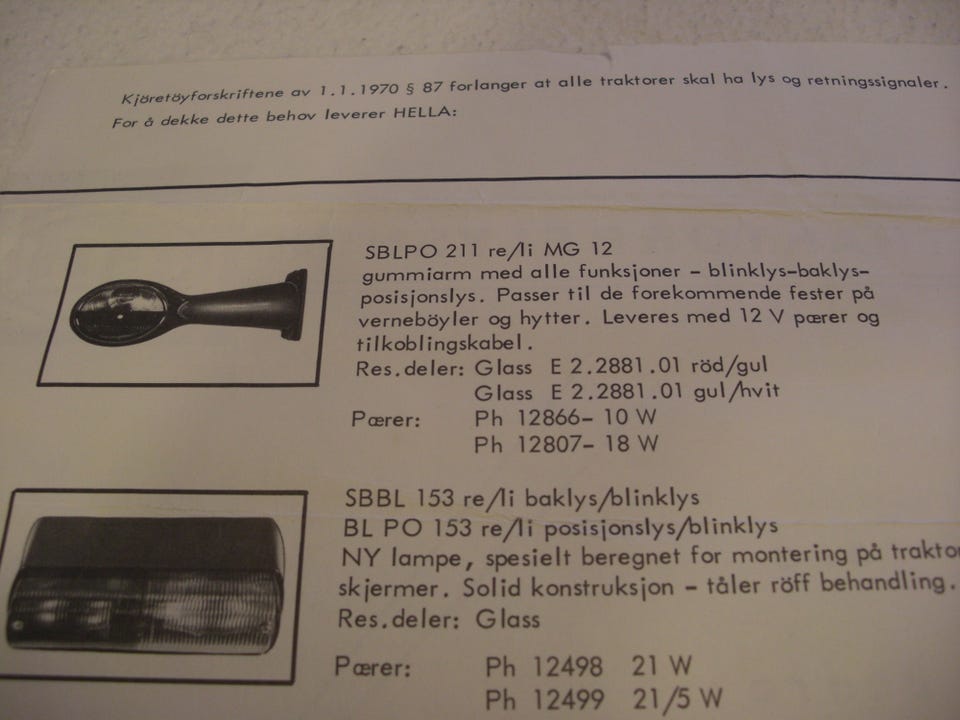 Kjöretöyforskriftene av 1.1.1970 § 87 forlanger at alle traktorer skal ha lys og retningssignaler.
For å dekke dette behov leverer HELLA:
SBLPO 211 re/li MG 12
gummiarm med alle funksjoner – blinklys-baklys-
posisjonslys. Passer til de forekommende fester på
verneböyler og hytter. Leveres med 12 V pærer og
tilkoblingskabel.
Res.deler: Glass E 2.2881.01 röd/gul
Glass E 2.2881.01 gul/hvit
Pærer: Ph 12866– 10 W
Ph 12807– 18 W
SBBL 153 re/li baklys/blinklys
BL PO 153 re/li posisjonslys/blinklys
NY lampe, spesielt beregnet for montering på trakto
skjermer. Solid konstruksjon – tåler röff behandling.
Res.deler: Glass
Pærer: Ph 12498 21 W
Ph 12499 21/5 W